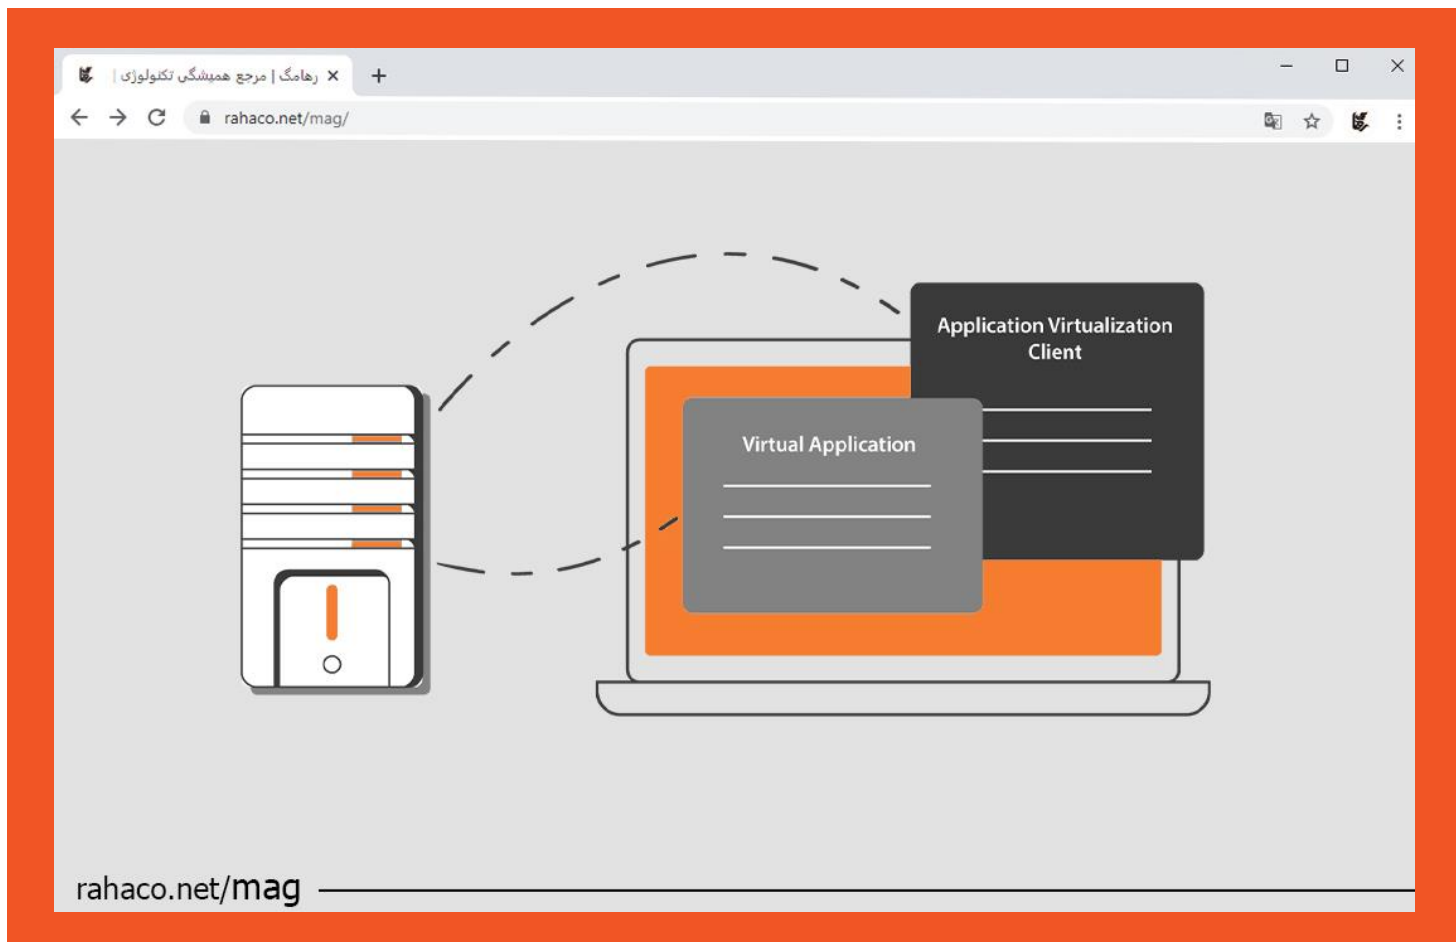 رهامگ | مرجع همیشگی تکنولوژی |
rahaco.net/mag/
Application Virtualization
Client
Virtual Application
rahaco.net/mag